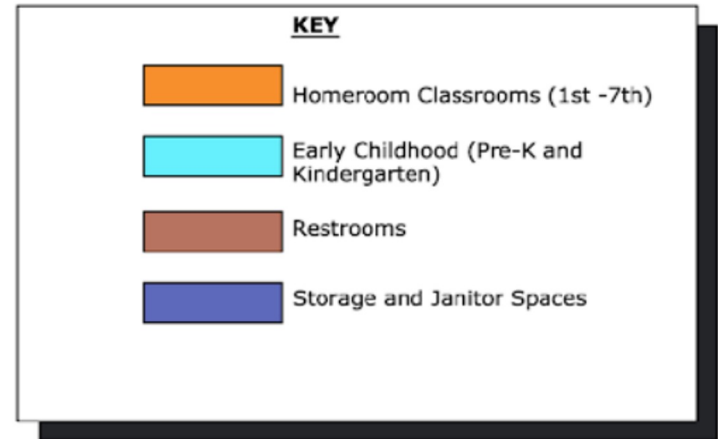 KEY
Homeroom Classrooms (1st -7th)
Early Childhood (Pre-K and
Kindergarten)
Restrooms
Storage and Janitor Spaces